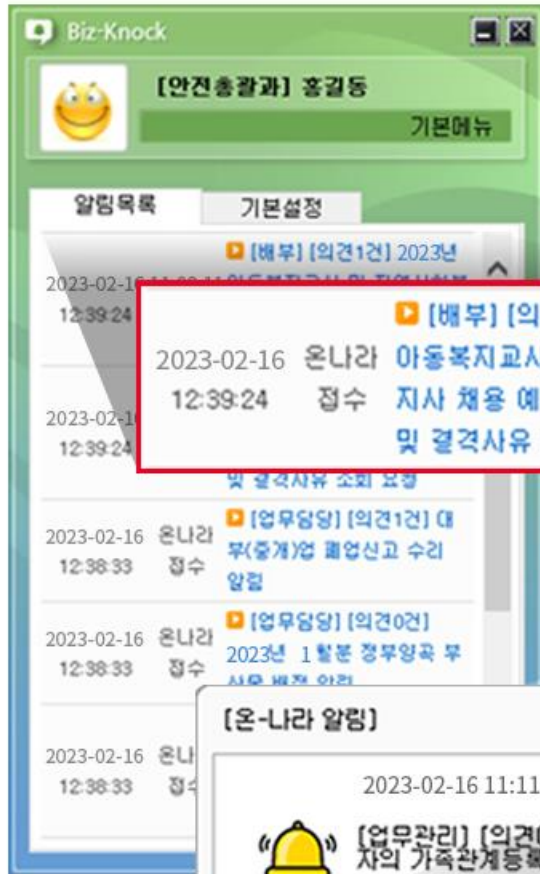 Biz-Knock
[안전총괄과] 홍길동
기본메뉴
알림목록 기본설정
[배부] [의견1건] 2023년
2023-02-16
12:39:24
[배부] [의
2023-02-16 온나라 아동복지교사
12:39:24 접수 지사 채용 예
및 결격사유
2023-02-1
12:39:24
및 결격사유 조회 요청
[업무담당] [의견1건] 대
2023-02-16 온나라 부(중개)업 폐업신고 수리
12:38:33 접수 알림
[업무담당] [의견0건]
2023-02-16 온나라 2023년 1월분 정부양곡 부
12:38:33 접수
[온-나라 알림]
2023-02-16 온나
12:38:33 접수
2023-02-16 11:11
[업무관리] [의견
자의 가족관계등록